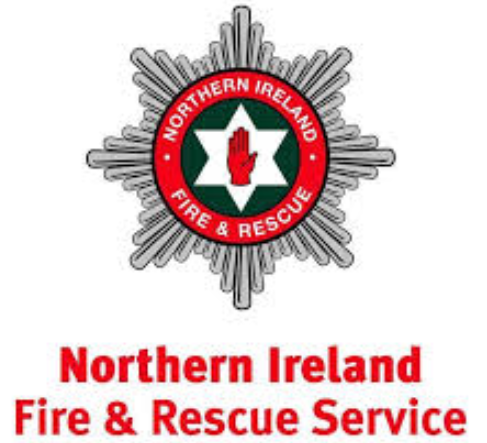 NORTHERN IRELAND
FIRE & RESCUE
Northern Ireland
Fire & Rescue Service